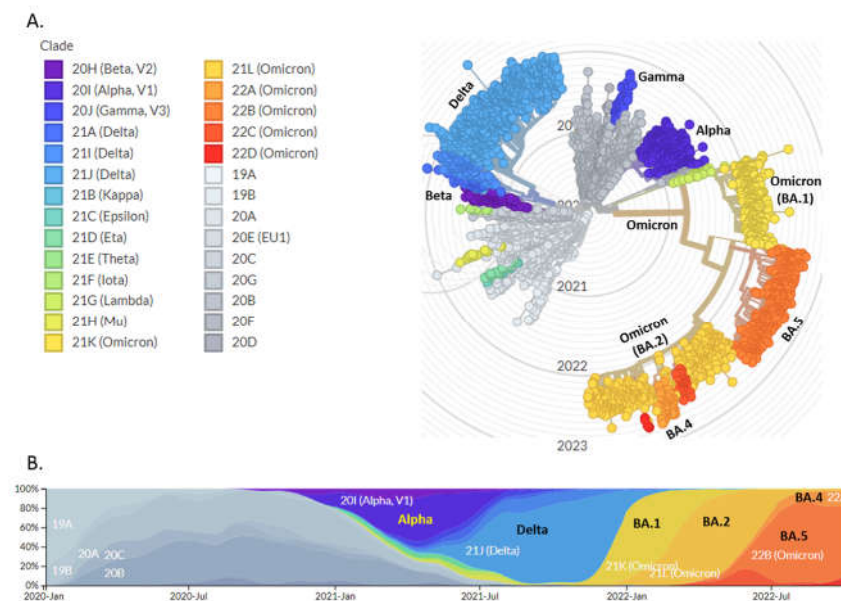 A.
Clade
20H (Beta, V2)
20I (Alpha, V1)
20J (Gamma, V3)
21A (Delta)
21I (Delta)
21J (Delta)
21B (Kappa)
21C (Epsilon)
21D (Eta)
21E (Theta)
21F (Iota)
21G (Lambda)
21H (Mu)
21K (Omicron)
21L (Omicron)
22A (Omicron)
22B (Omicron)
22C (Omicron)
22D (Omicron)
19A
19B
20A
20E (EU1)
20C
20G
20B
20F
20D
Delta
Gamma
Alpha
Beta
Omicron
(BA.1)
Omicron
2021
Omicron
(BA.2)
BA.5
2022
BA.4
2023
B.
100%
80%
60%
40%
20%
0%
19A
19B
20A
20C
20B
20I (Alpha, V1)
Alpha
21J (Delta)
Delta
BA.1
21K (Omicron)
BA.2
21L (Omicron)
BA.4
BA.5
22B (Omicron)
2020-Jan
2020-Jul
2021-Jan
2021-Jul
2022-Jan
2022-Jul